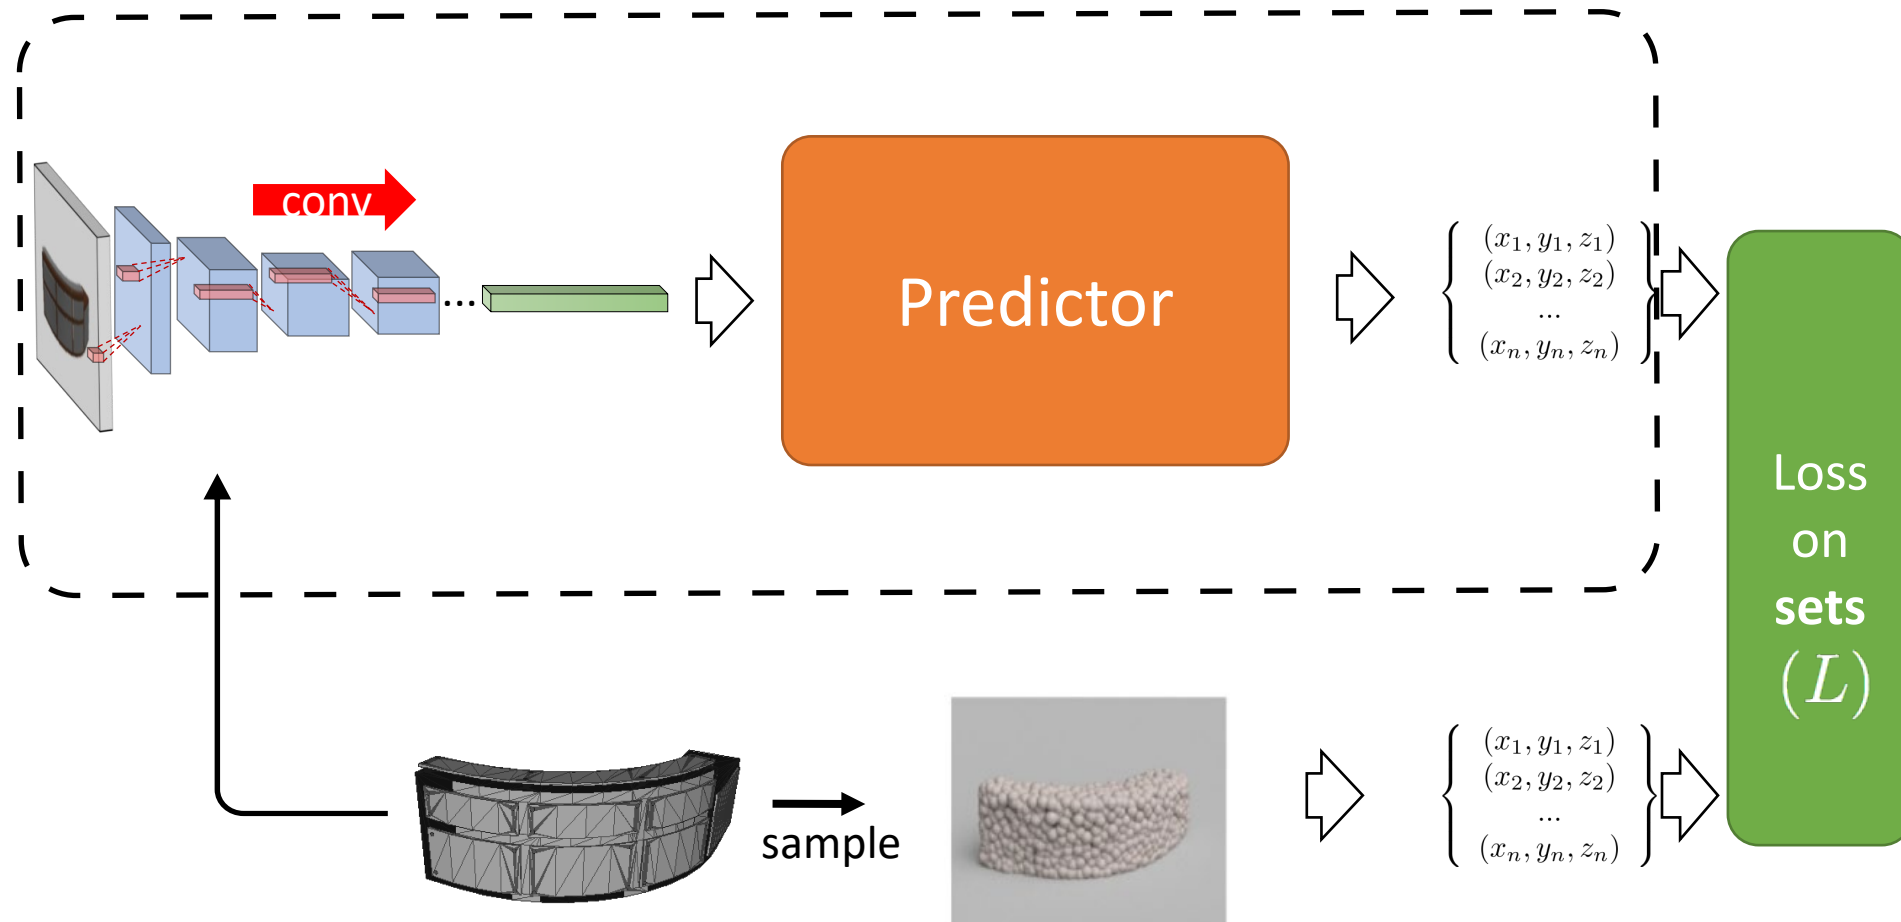 conv
...
Predictor
(x₁, y₁, z₁)
(x₂, y₂, z₂)
...
(xₙ, yₙ, zₙ)
Loss
on
sets
(L)
sample
(x₁, y₁, z₁)
(x₂, y₂, z₂)
...
(xₙ, yₙ, zₙ)